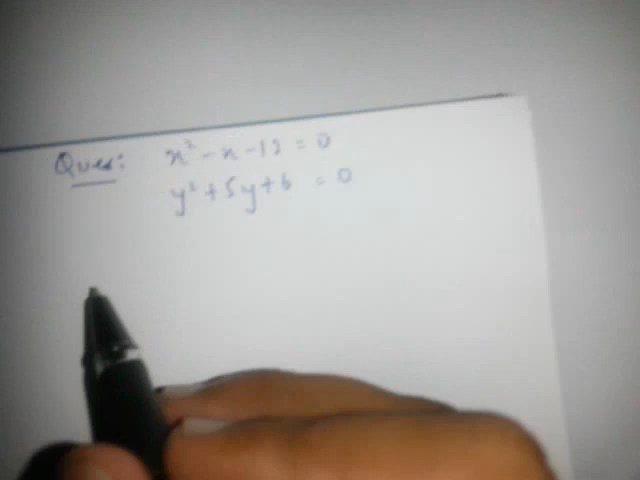 Ques: x² - x - 12 = 0
y² + 5y + 6 = 0